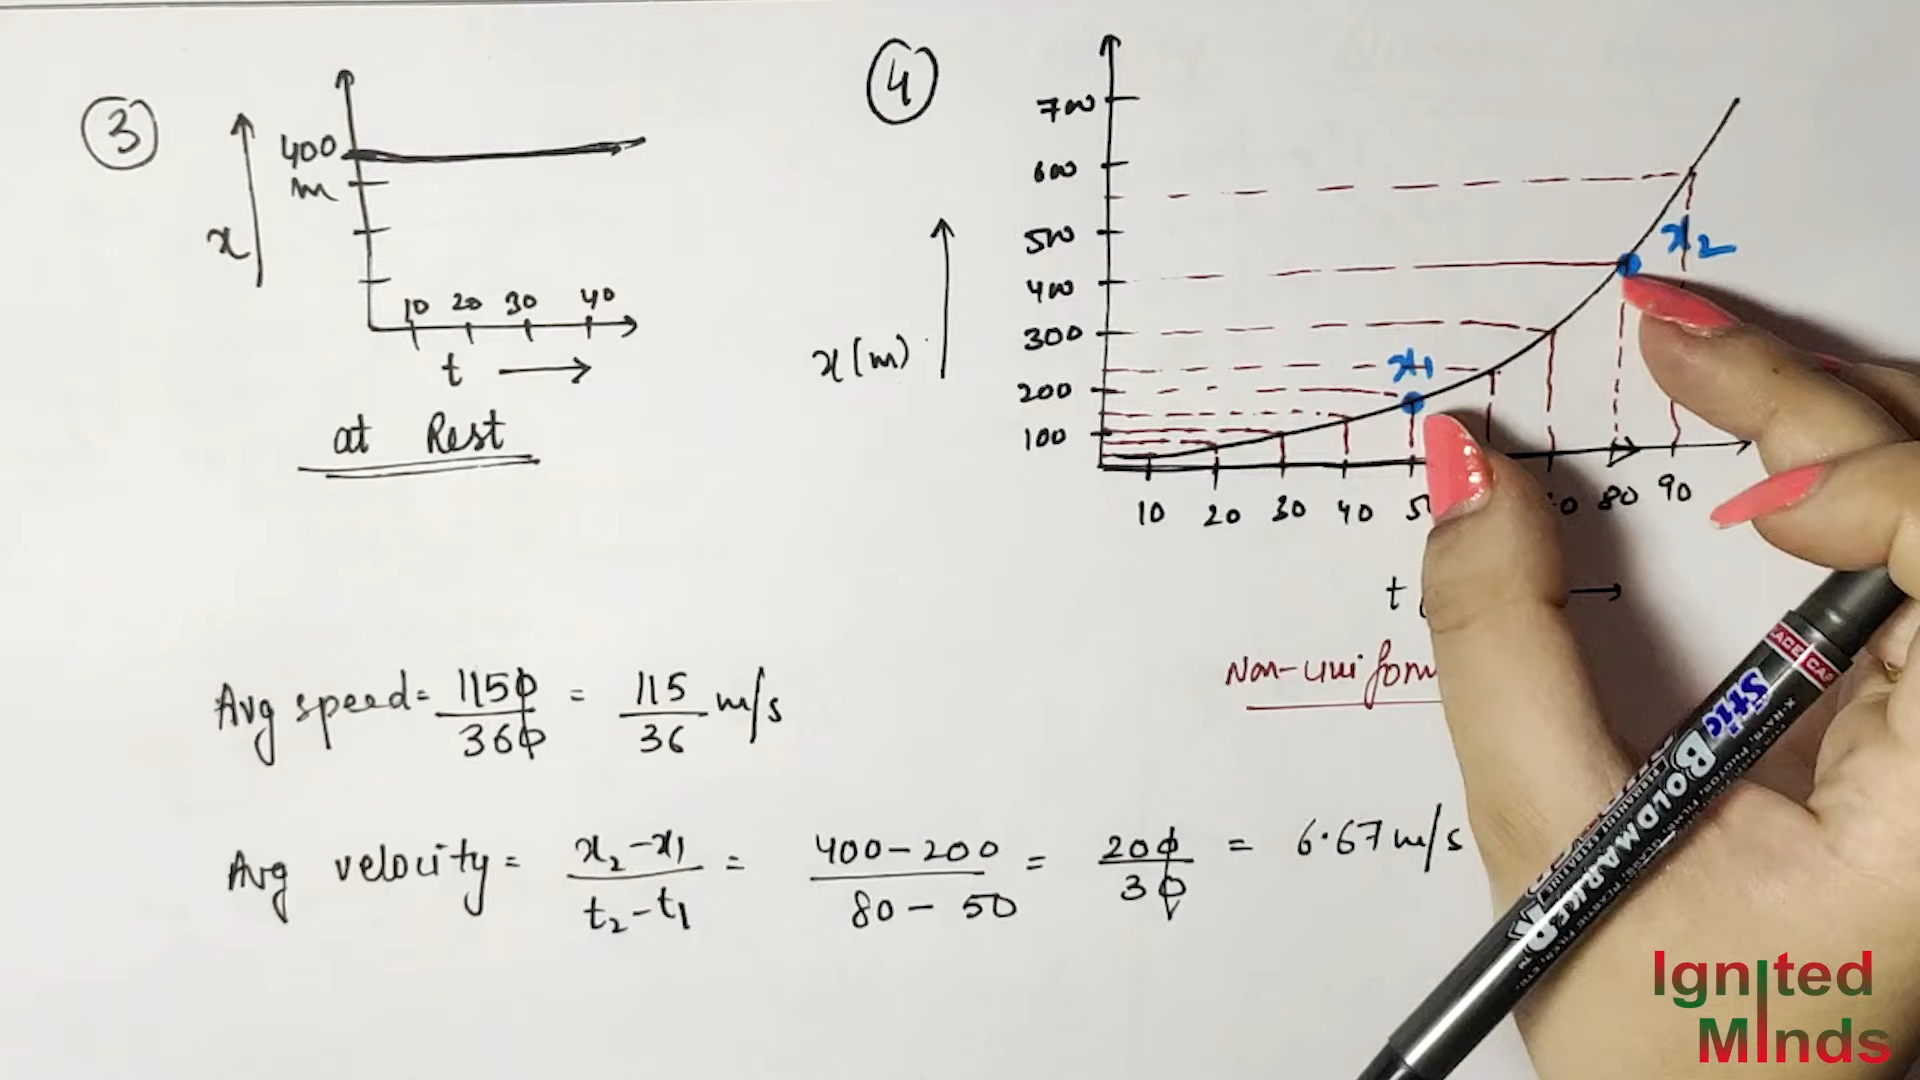 3
400
m
x
10 20 30 40
t
at Rest
4
700
600
500
400
300
200
100
x(m)
x1
x2
10 20 30 40 80 90
t
Non-uniform
Avg speed = 1150/360 = 115/36 m/s
Avg velocity = x2-x1/t2-t1 = 400-200/80-50 = 200/30 = 6.67 m/s
Stic BOLDMARKER
Ignited
Minds